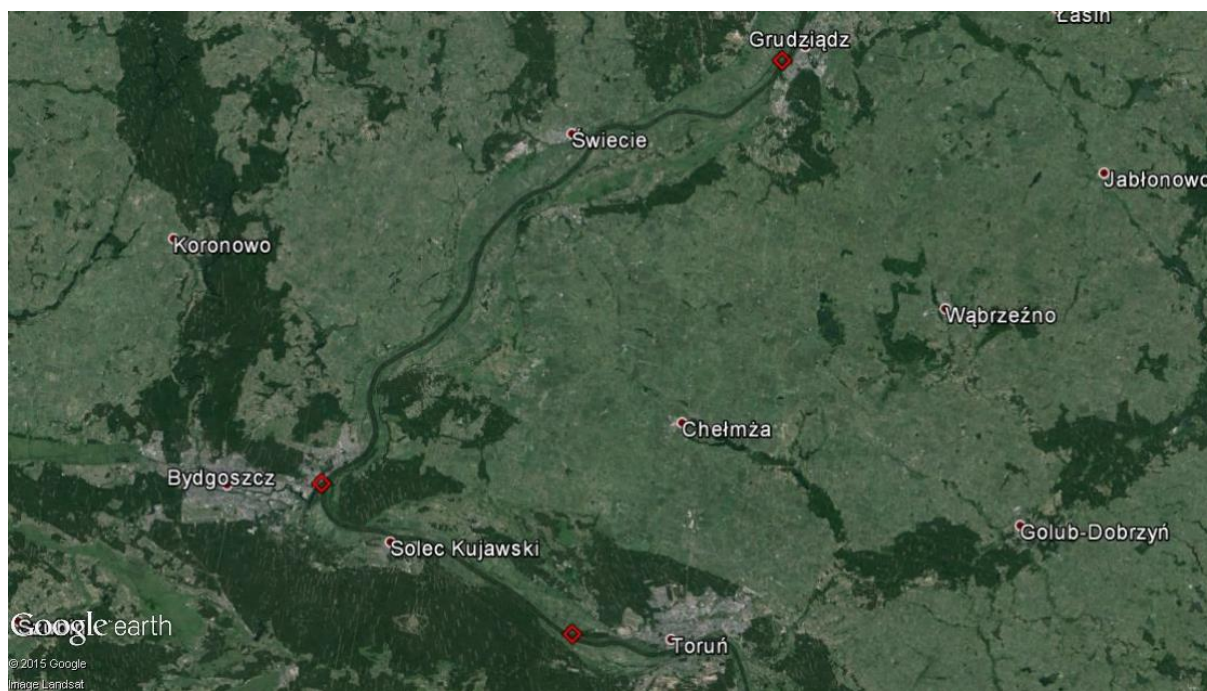 Łasin
Grudziądz
Świecie
Jabłonowo
Koronowo
Wąbrzeźno
Chełmża
Bydgoszcz
Golub-Dobrzyń
Solec Kujawski
Google earth
Toruń
© 2015 Google
Image Landsat